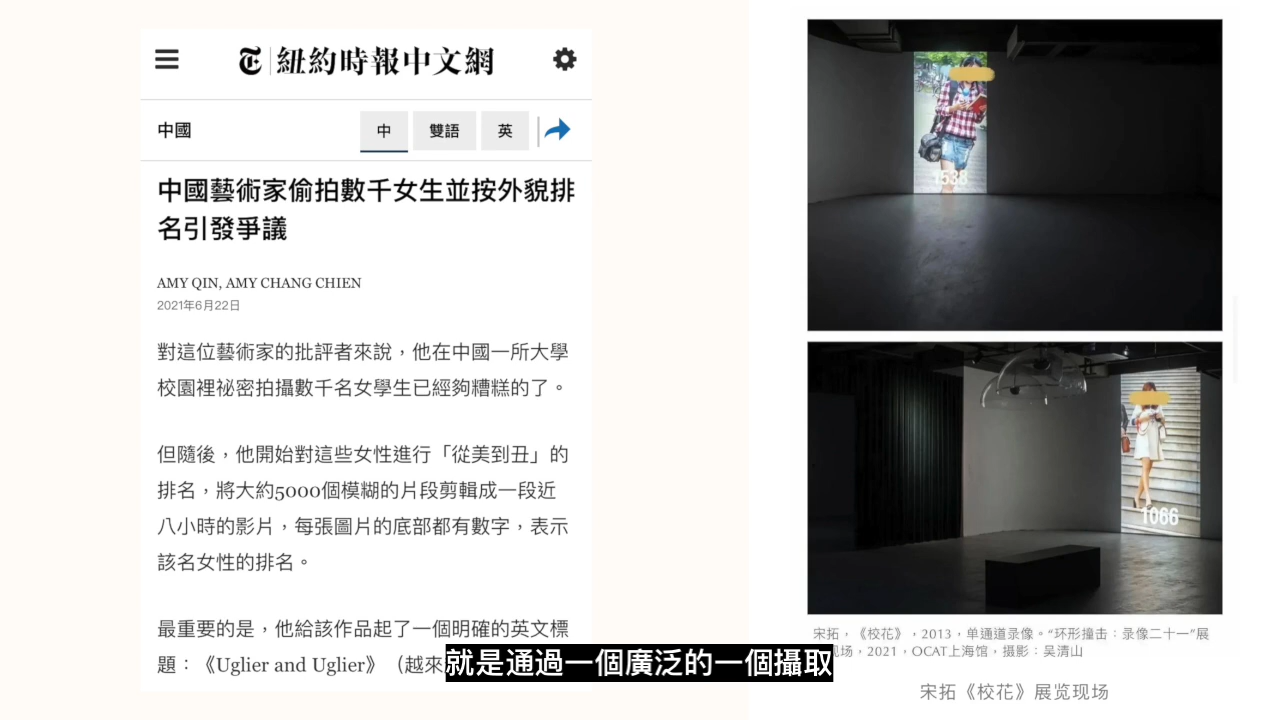 紐約時報中文網
中國
中
雙語
英
中國藝術家偷拍數千女生並按外貌排
名引發爭議
AMY QIN, AMY CHANG CHIEN
2021年6月22日
對這位藝術家的批評者來說，他在中國一所大學
校園裡祕密拍攝數千名女學生已經夠糟糕的了。
但隨後，他開始對這些女性進行「從美到丑」的
排名，將大約5000個模糊的片段剪輯成一段近
八小時的影片，每張圖片的底部都有數字，表示
該名女性的排名。
最重要的是，他給該作品起了一個明確的英文標
題：《Uglier and Uglier》（越來
1538
1066
宋拓，《校花》，2013，单通道录像。“环形撞击：录像二十一”展
现场，2021，OCAT上海馆，摄影：吴清山
宋拓《校花》展览现场
就是通過一個廣泛的一個攝取